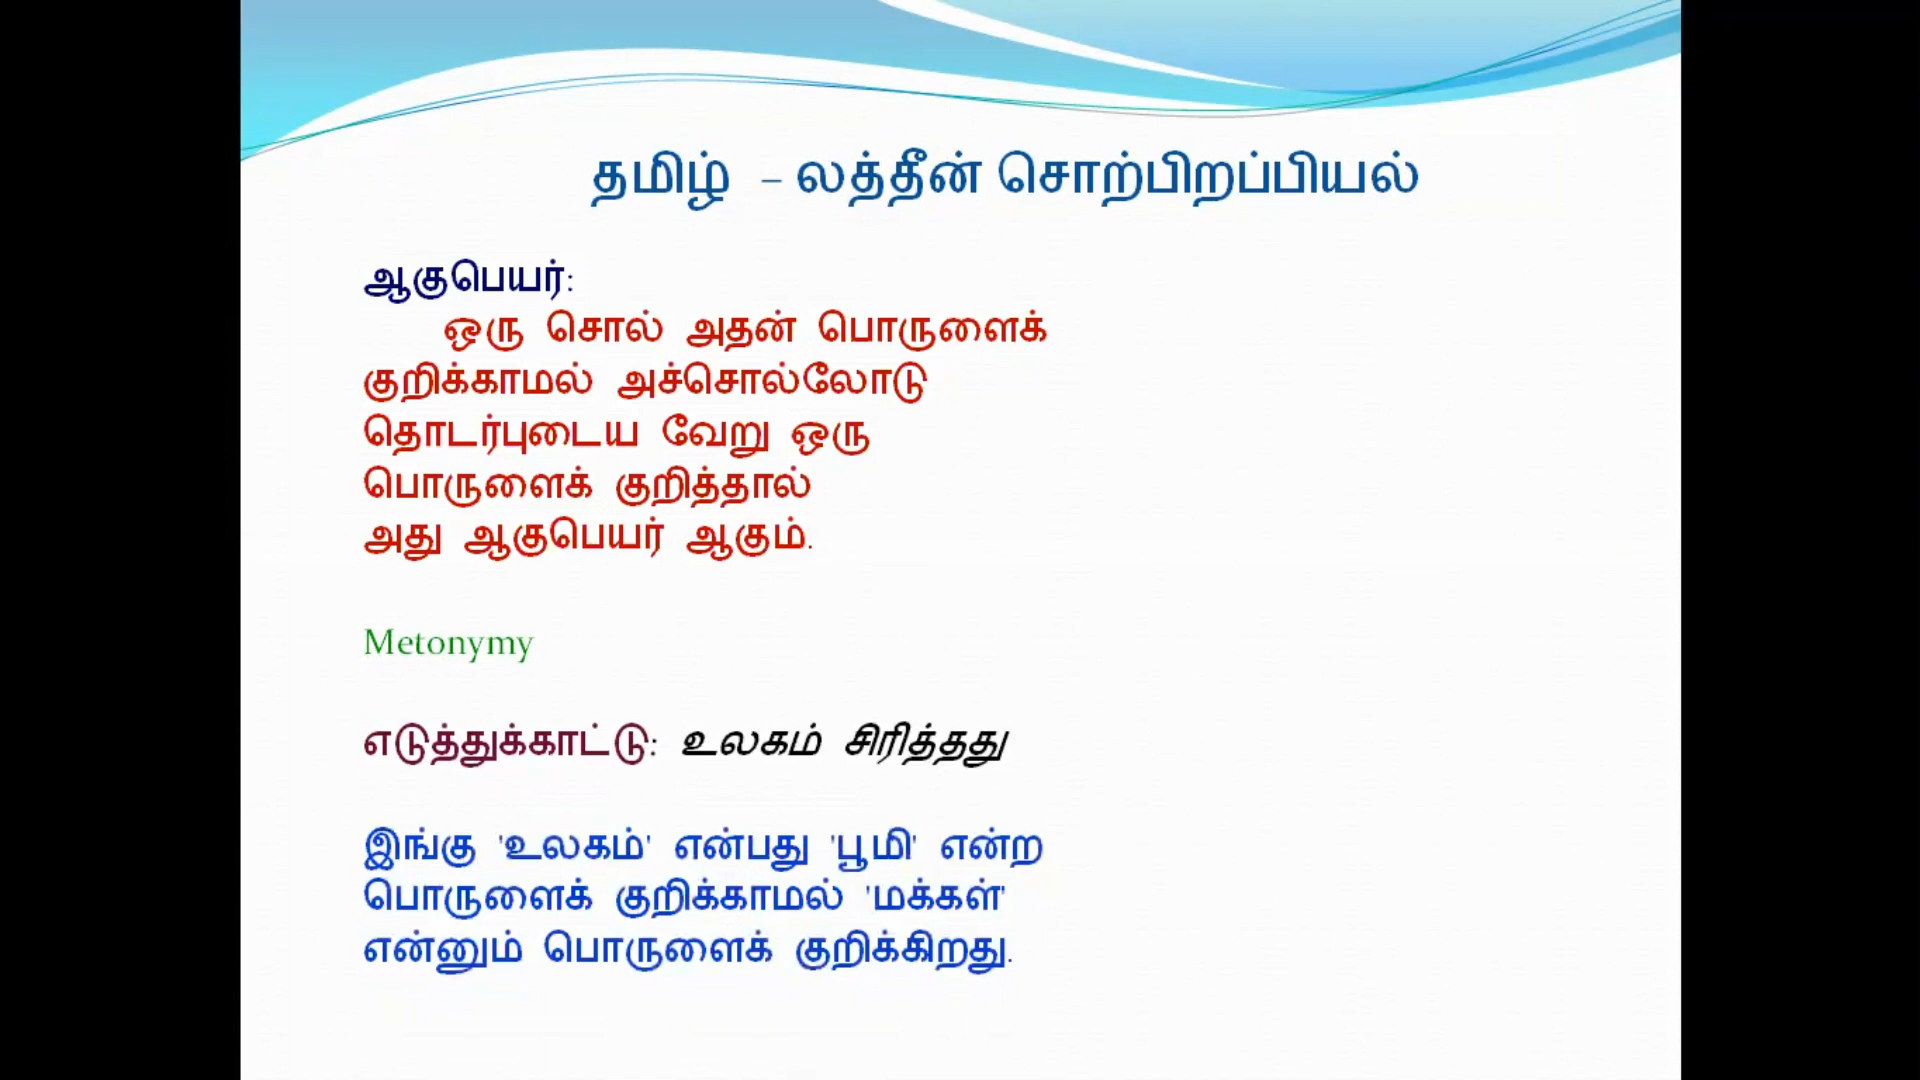 தமிழ் – லத்தீன் சொற்பிறப்பியல்
ஆகுபெயர்:
ஒரு சொல் அதன் பொருளைக்
குறிக்காமல் அச்சொல்லோடு
தொடர்புடைய வேறு ஒரு
பொருளைக் குறித்தால்
அது ஆகுபெயர் ஆகும்.
Metonymy
எடுத்துக்காட்டு: உலகம் சிரித்தது
இங்கு 'உலகம்' என்பது 'பூமி' என்ற
பொருளைக் குறிக்காமல் 'மக்கள்'
என்னும் பொருளைக் குறிக்கிறது.